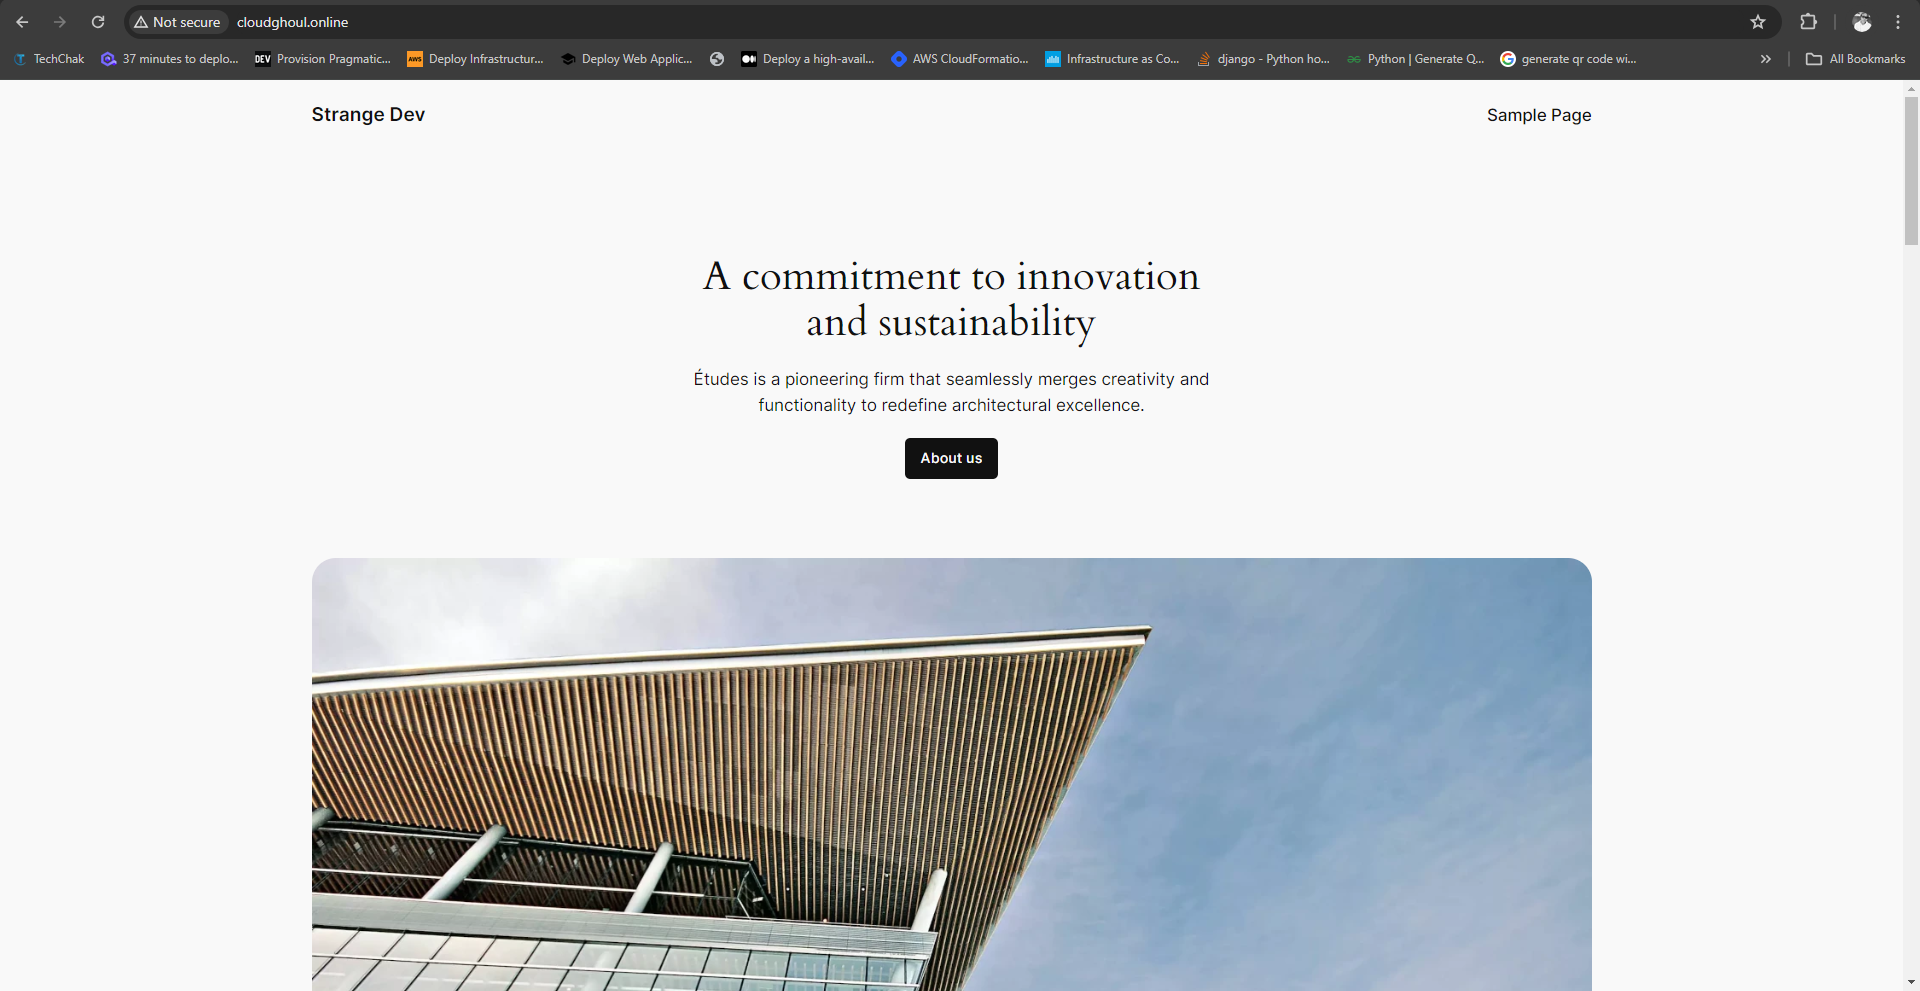 Not secure cloudghoul.online
TechChak 37 minutes to deplo... DEV Provision Pragmatic... AWS Deploy Infrastructur... Deploy Web Applic... Deploy a high-avail... AWS CloudFormatio... Infrastructure as Co... django - Python ho... Python | Generate Q... generate qr code wi... » All Bookmarks
Strange Dev Sample Page
A commitment to innovation
and sustainability
Études is a pioneering firm that seamlessly merges creativity and
functionality to redefine architectural excellence.
About us